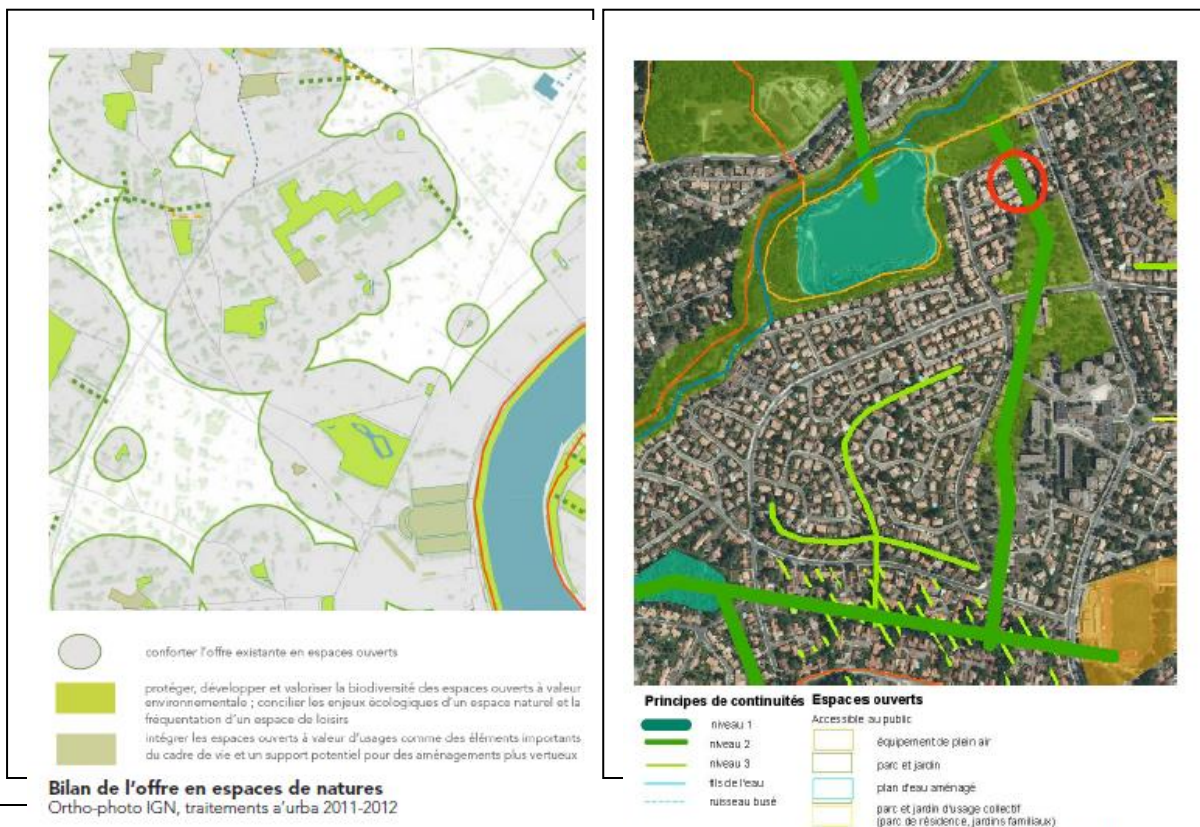 conforter l'offre existante en espaces ouverts
protéger, développer et valoriser la biodiversité des espaces ouverts à valeur
environnementale ; concilier les enjeux écologiques d'un espace naturel et la
fréquentation d'un espace de loisirs
intégrer les espaces ouverts à valeur d'usages comme des éléments importants
du cadre de vie et un support potentiel pour des aménagements plus vertueux
Bilan de l'offre en espaces de natures
Ortho-photo IGN, traitements a'urba 2011-2012
Principes de continuités
niveau 1
niveau 2
niveau 3
fils de l'eau
ruisseau busé
Espaces ouverts
Accessible au public
équipement de plein air
parc et jardin
plan d'eau aménagé
parc et jardin d'usage collectif
(parc de résidence, jardins familiaux)